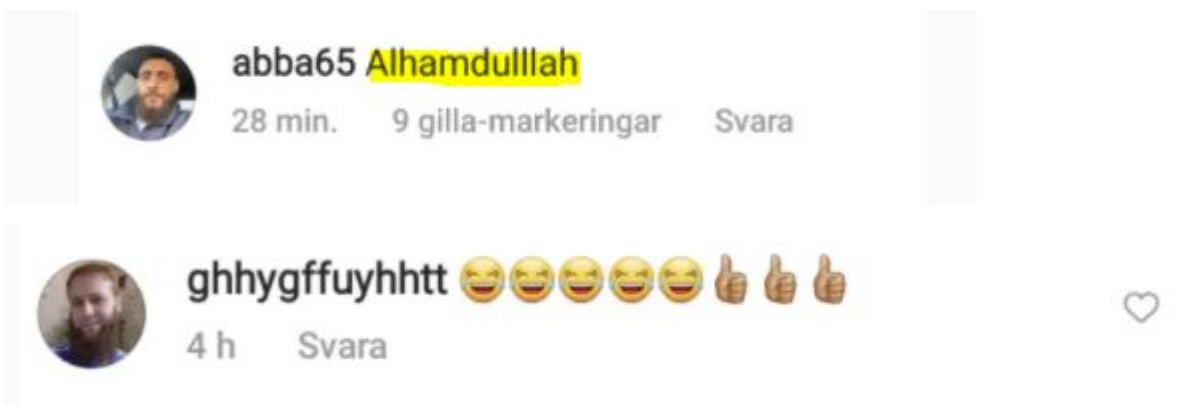 abba65 Alhamdulllah
28 min. 9 gilla-markeringar Svara
ghhygffuyhhtt 😆😂😆😂😆👍🏽👍🏽👍🏽
4 h Svara